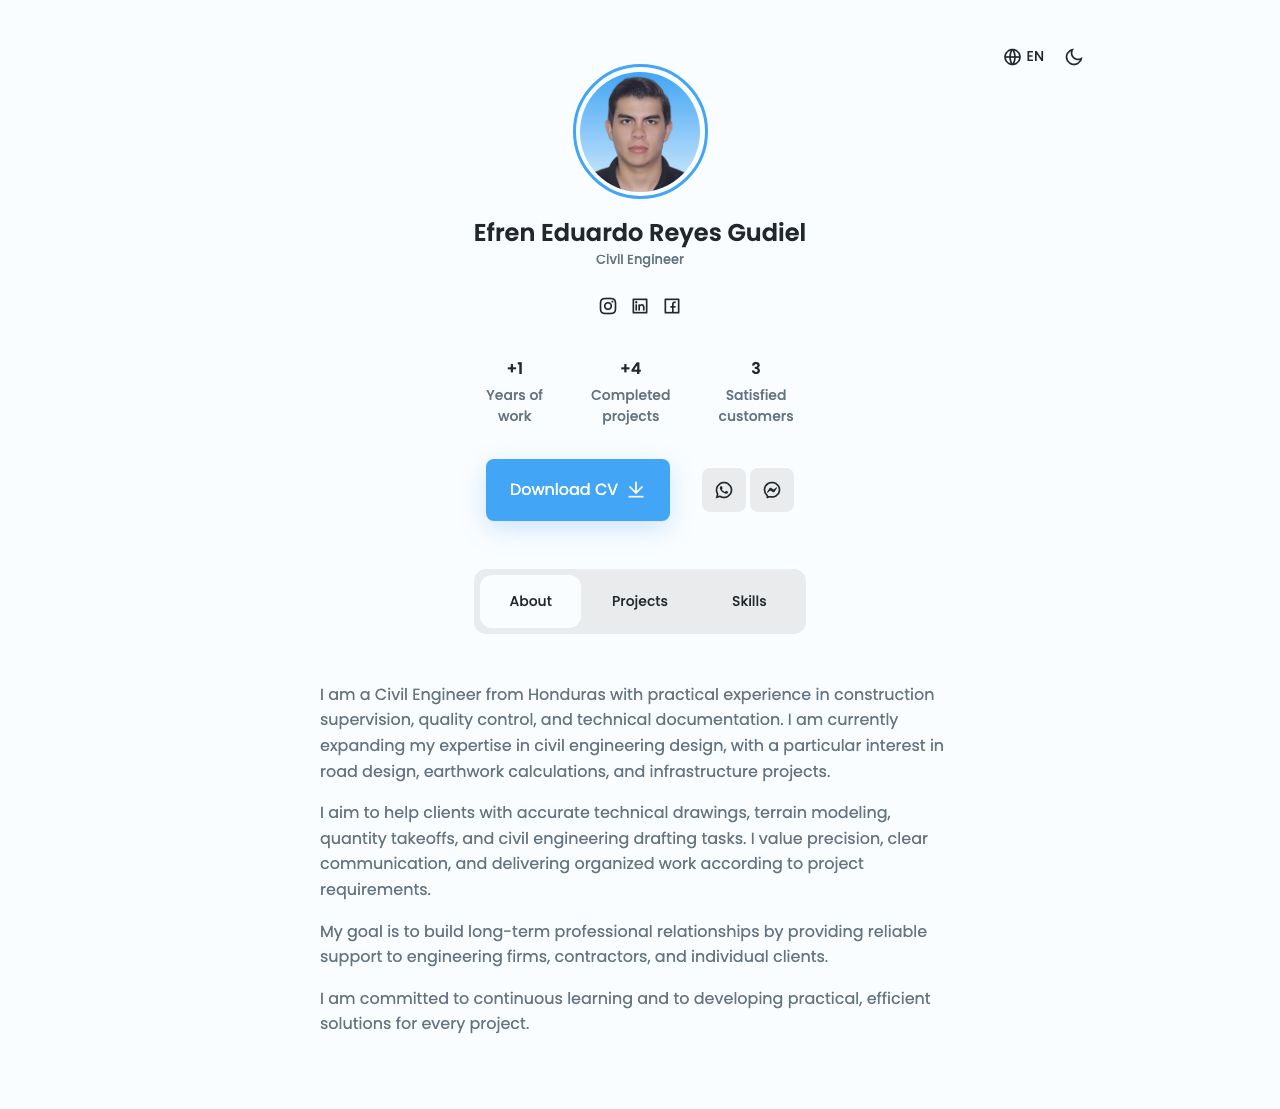 EN
Efren Eduardo Reyes Gudiel
Civil Engineer
+1
Years of
work
+4
Completed
projects
3
Satisfied
customers
Download CV
About
Projects
Skills
I am a Civil Engineer from Honduras with practical experience in construction
supervision, quality control, and technical documentation. I am currently
expanding my expertise in civil engineering design, with a particular interest in
road design, earthwork calculations, and infrastructure projects.
I aim to help clients with accurate technical drawings, terrain modeling,
quantity takeoffs, and civil engineering drafting tasks. I value precision, clear
communication, and delivering organized work according to project
requirements.
My goal is to build long-term professional relationships by providing reliable
support to engineering firms, contractors, and individual clients.
I am committed to continuous learning and to developing practical, efficient
solutions for every project.